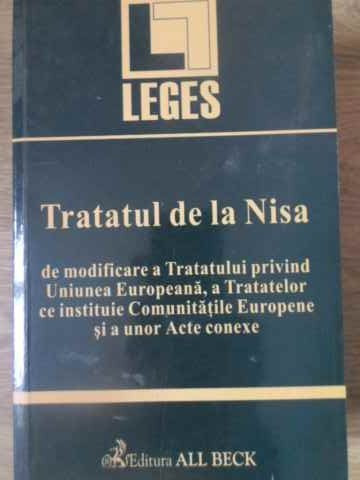 LEGES
Tratatul de la Nisa
de modificare a Tratatului privind
Uniunea Europeană, a Tratatelor
ce instituie Comunităţile Europene
şi a unor Acte conexe
Editura ALL BECK